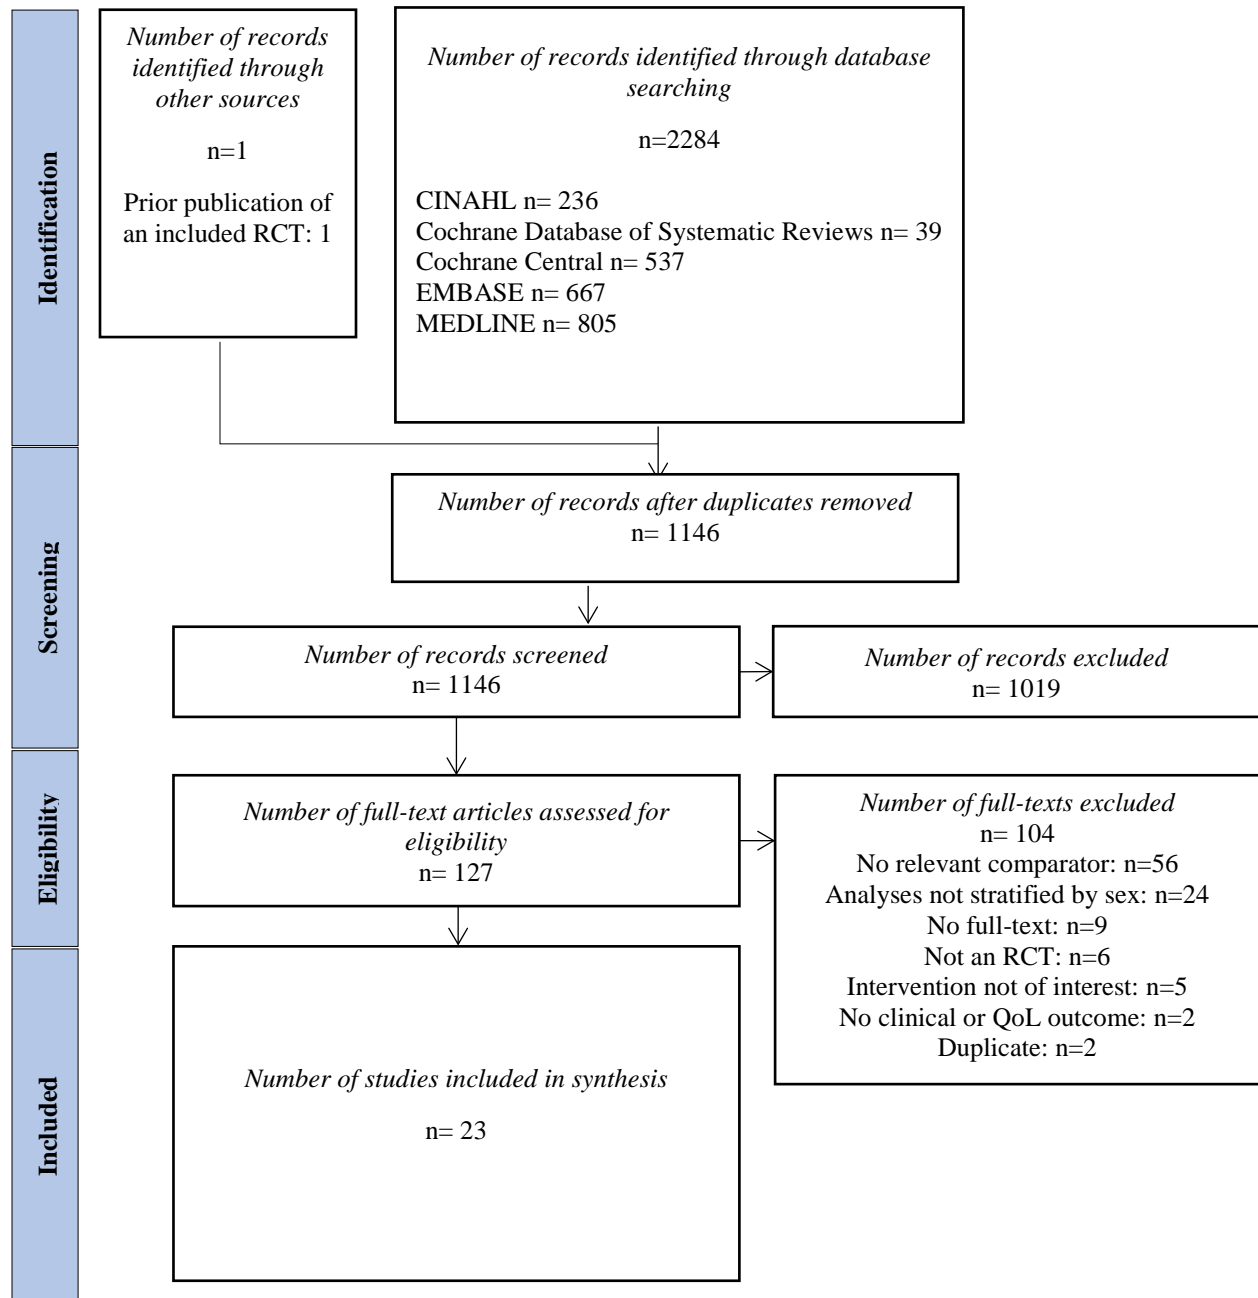 Identification
Number of records
identified through
other sources
n=1
Prior publication of
an included RCT: 1
Number of records identified through database
searching
n=2284
CINAHL n= 236
Cochrane Database of Systematic Reviews n= 39
Cochrane Central n= 537
EMBASE n= 667
MEDLINE n= 805
Screening
Number of records after duplicates removed
n= 1146
Number of records screened
n= 1146
Number of records excluded
n= 1019
Eligibility
Number of full-text articles assessed for
eligibility
n= 127
Number of full-texts excluded
n= 104
No relevant comparator: n=56
Analyses not stratified by sex: n=24
No full-text: n=9
Not an RCT: n=6
Intervention not of interest: n=5
No clinical or QoL outcome: n=2
Duplicate: n=2
Included
Number of studies included in synthesis
n= 23